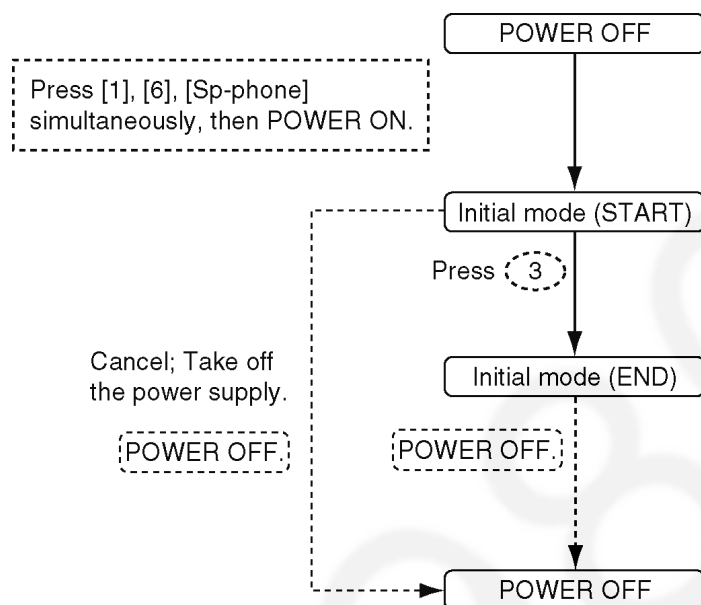 POWER OFF
Press [1], [6], [Sp-phone]
simultaneously, then POWER ON.
Initial mode (START)
Press 3
Cancel; Take off
the power supply.
Initial mode (END)
POWER OFF.
POWER OFF.
POWER OFF